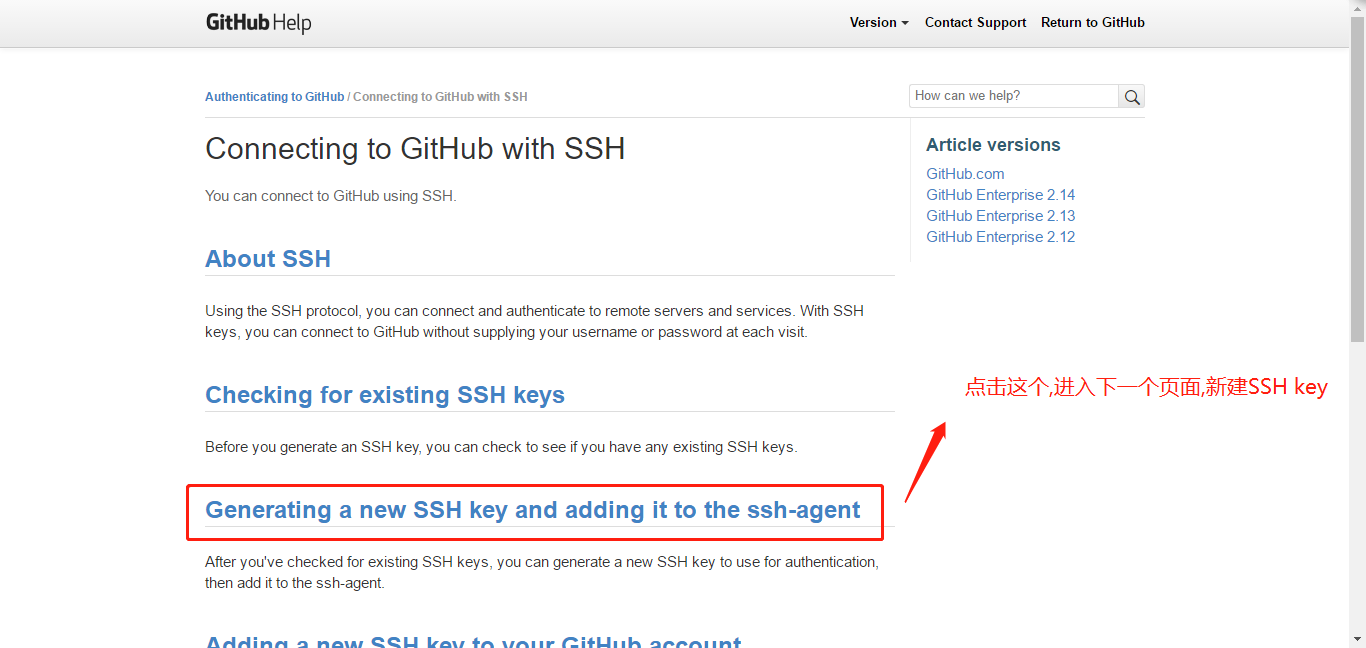 GitHub Help
Version Contact Support Return to GitHub
Authenticating to GitHub / Connecting to GitHub with SSH
How can we help?
Connecting to GitHub with SSH
You can connect to GitHub using SSH.
Article versions
GitHub.com
GitHub Enterprise 2.14
GitHub Enterprise 2.13
GitHub Enterprise 2.12
About SSH
Using the SSH protocol, you can connect and authenticate to remote servers and services. With SSH
keys, you can connect to GitHub without supplying your username or password at each visit.
Checking for existing SSH keys
Before you generate an SSH key, you can check to see if you have any existing SSH keys.
点击这个,进入下一个页面,新建SSH key
Generating a new SSH key and adding it to the ssh-agent
After you've checked for existing SSH keys, you can generate a new SSH key to use for authentication,
then add it to the ssh-agent.
Adding a new SSH key to your GitHub account